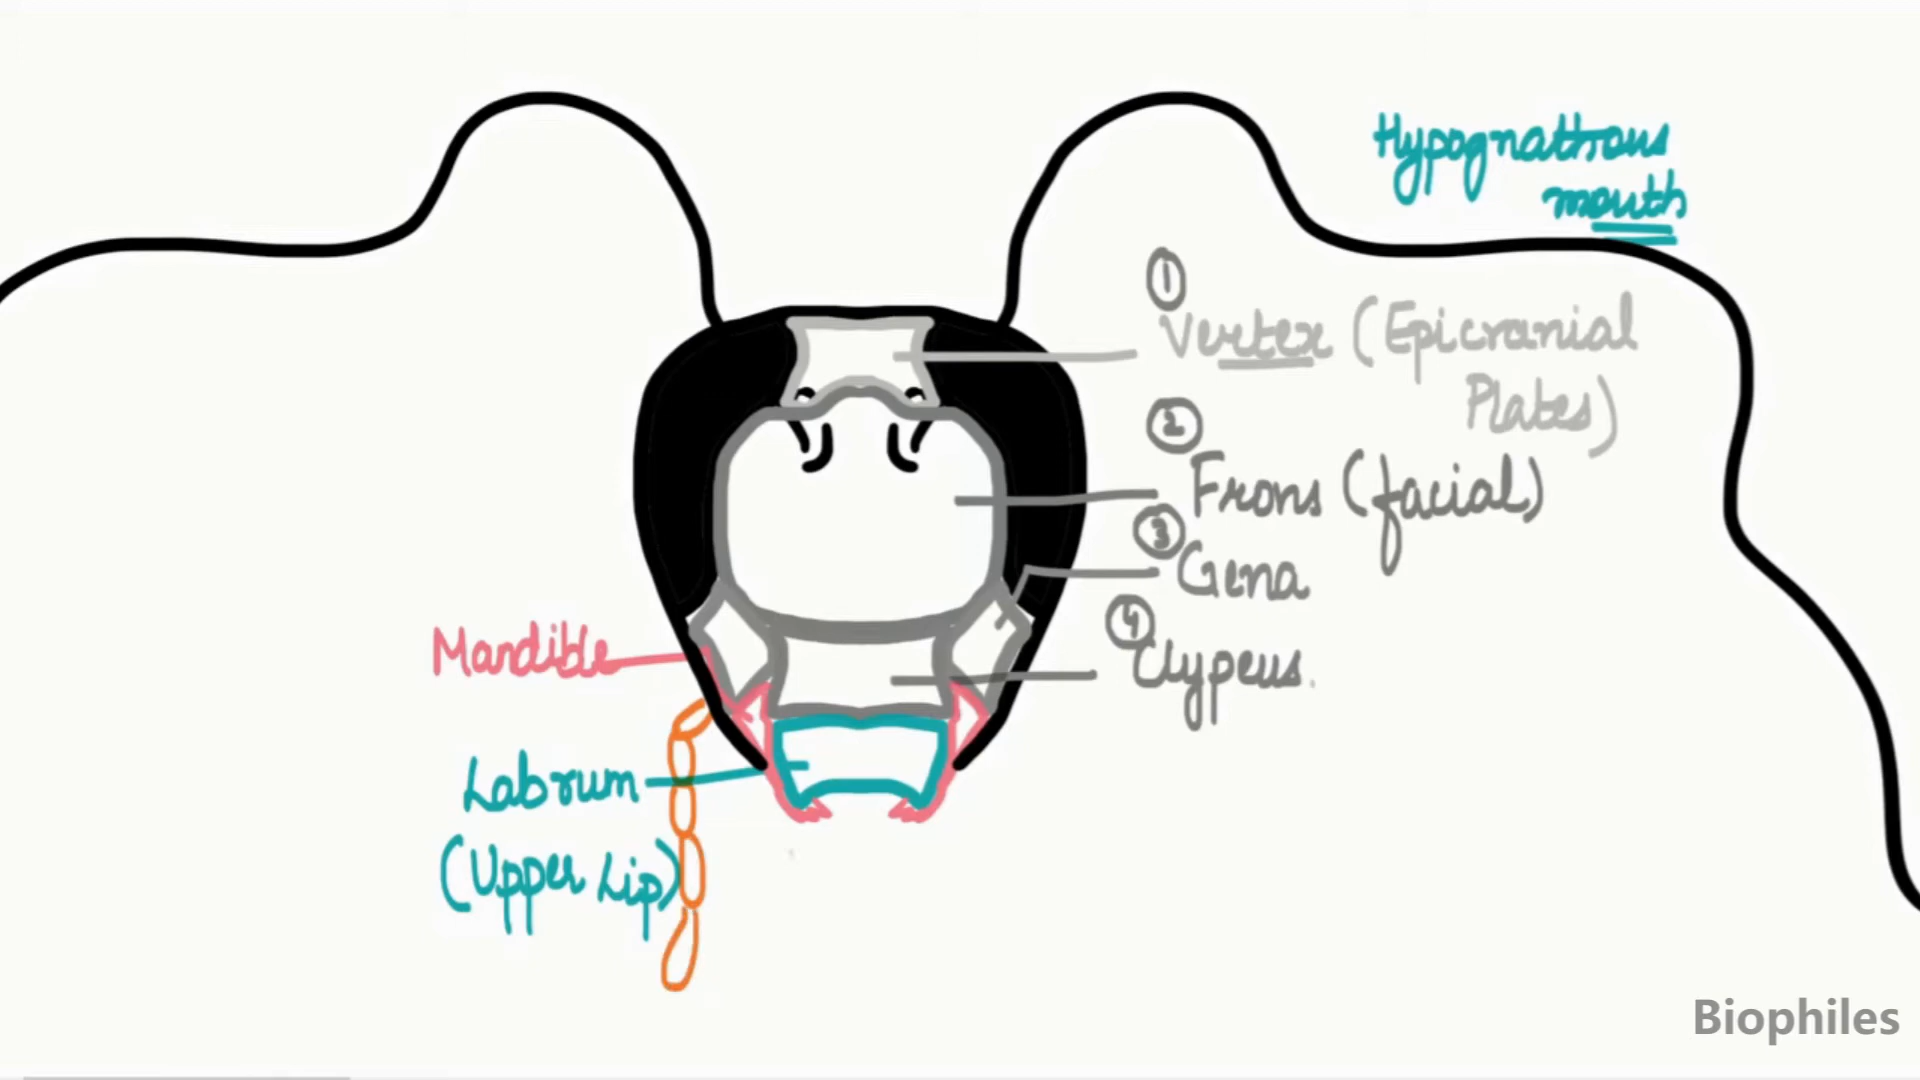 Hypognathous
mouth
1
Vertex (Epicranial
Plates)
2
Frons (facial)
3
Gena
4
Clypeus.
Mandible
Labrum
(Upper Lip)
Biophiles